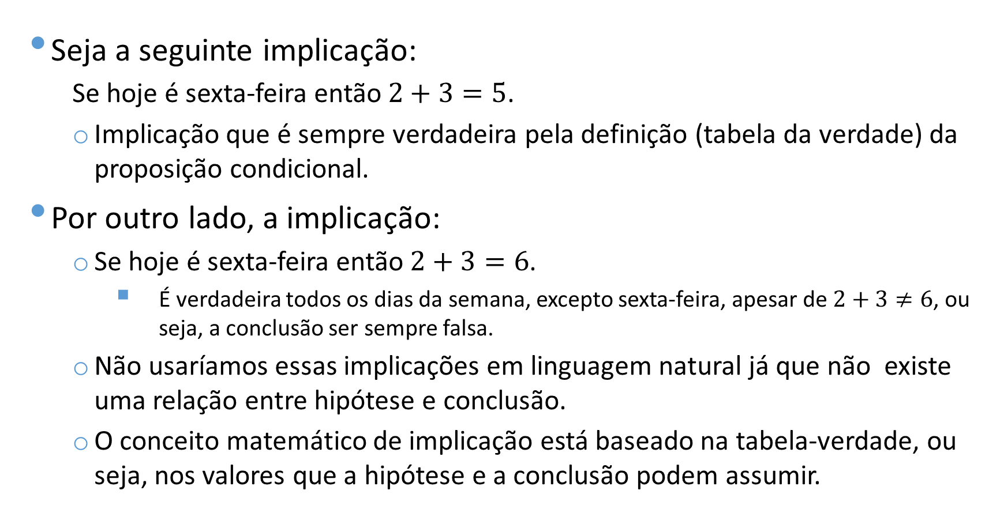 • Seja a seguinte implicação:
Se hoje é sexta-feira então 2 + 3 = 5.
○ Implicação que é sempre verdadeira pela definição (tabela da verdade) da
proposição condicional.
• Por outro lado, a implicação:
○ Se hoje é sexta-feira então 2 + 3 = 6.
▪ É verdadeira todos os dias da semana, excepto sexta-feira, apesar de 2 + 3 ≠ 6, ou
seja, a conclusão ser sempre falsa.
○ Não usaríamos essas implicações em linguagem natural já que não existe
uma relação entre hipótese e conclusão.
○ O conceito matemático de implicação está baseado na tabela-verdade, ou
seja, nos valores que a hipótese e a conclusão podem assumir.